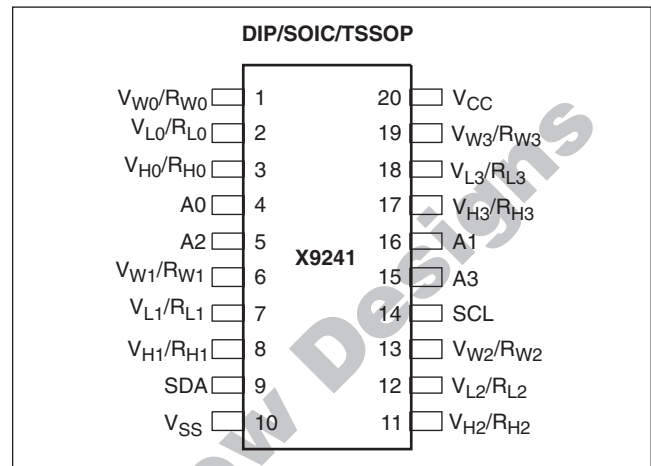 DIP/SOIC/TSSOP
VW0/RW0 1 20 VCC
VL0/RL0 2 19 VW3/RW3
VH0/RH0 3 18 VL3/RL3
A0 4 17 VH3/RH3
A2 5 16 A1
X9241
VW1/RW1 6 15 A3
VL1/RL1 7 14 SCL
VH1/RH1 8 13 VW2/RW2
SDA 9 12 VL2/RL2
VSS 10 11 VH2/RH2
Designs